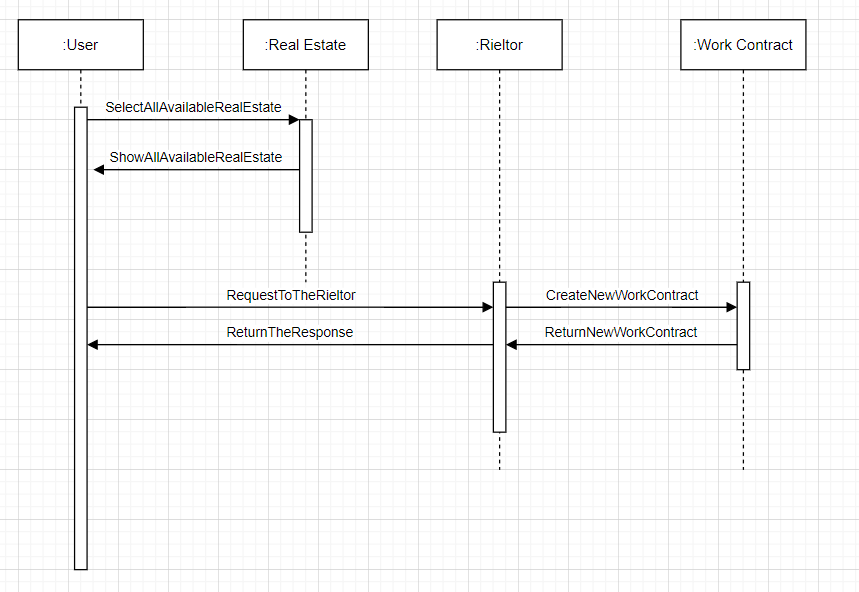 :User
:Real Estate
:Rieltor
:Work Contract
SelectAllAvailableRealEstate
ShowAllAvailableRealEstate
RequestToTheRieltor
CreateNewWorkContract
ReturnTheResponse
ReturnNewWorkContract